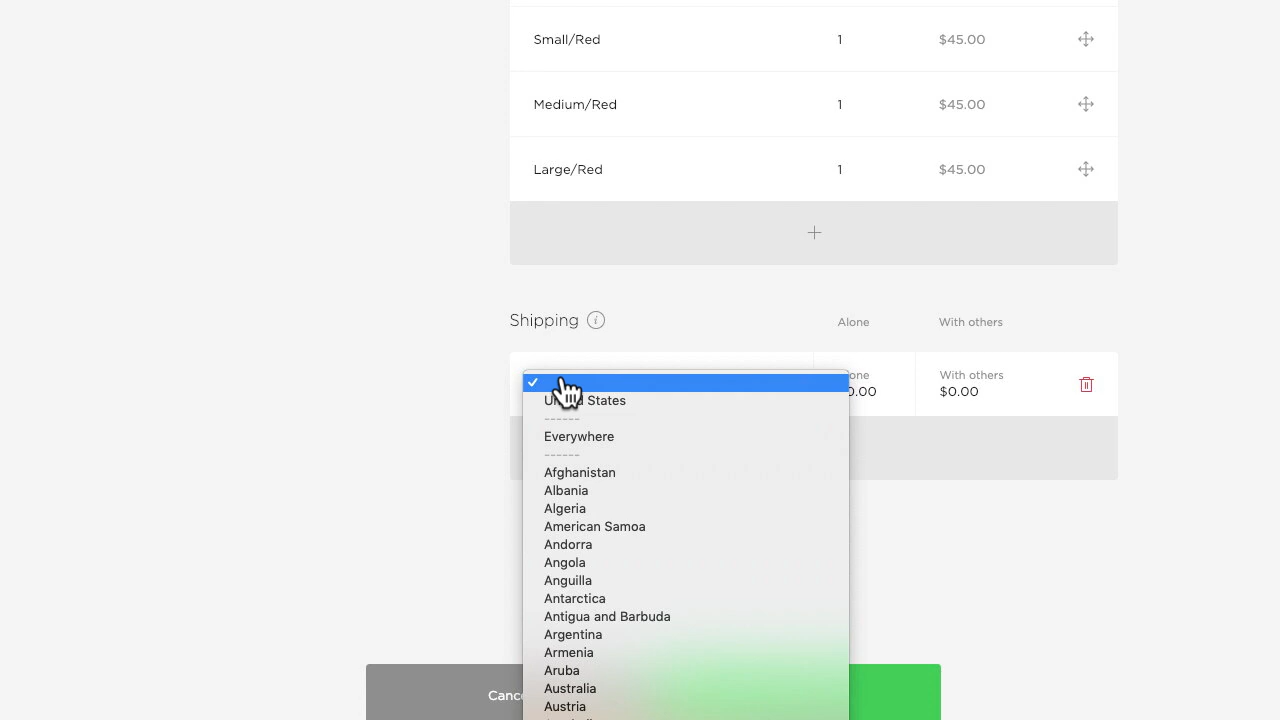 Small/Red 1 $45.00
Medium/Red 1 $45.00
Large/Red 1 $45.00
Shipping Alone With others
With others
$0.00
States
------
Everywhere
------
Afghanistan
Albania
Algeria
American Samoa
Andorra
Angola
Anguilla
Antarctica
Antigua and Barbuda
Argentina
Armenia
Aruba
Australia
Austria